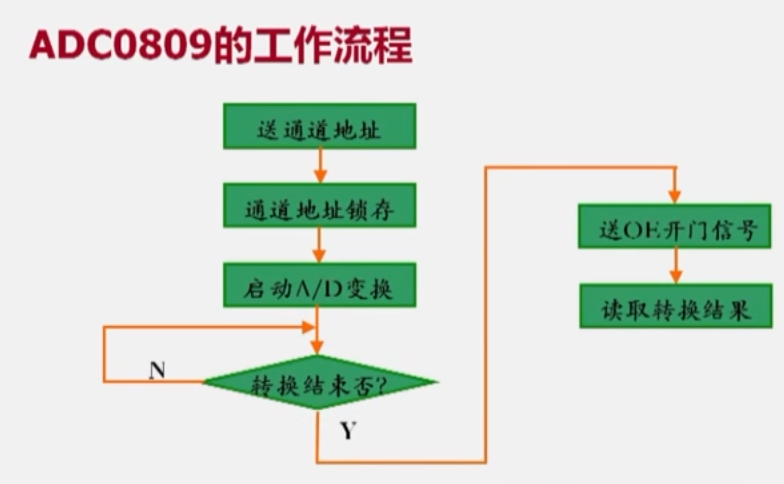 ADC0809的工作流程
送通道地址
通道地址锁存
启动A/D变换
转换结束否?
N
Y
送OE开门信号
读取转换结果